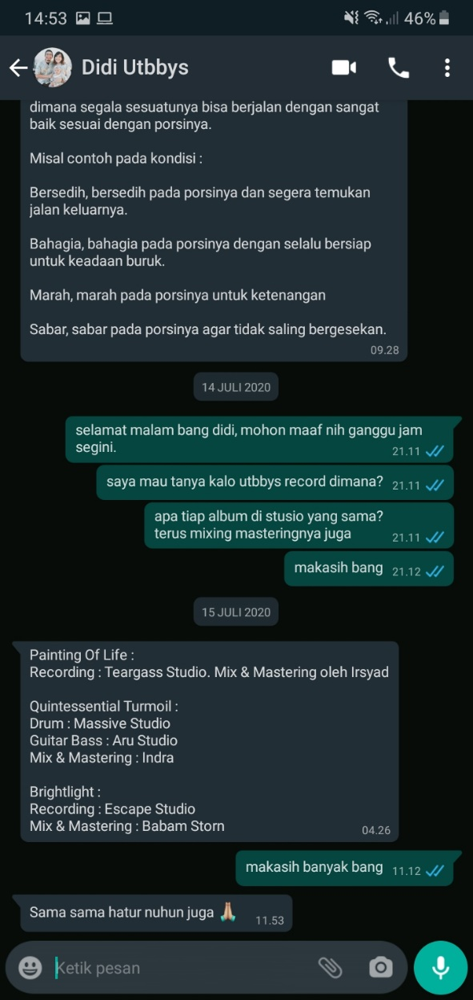 14:53
46%
Didi Utbbys
dimana segala sesuatunya bisa berjalan dengan sangat
baik sesuai dengan porsinya.
Misal contoh pada kondisi :
Bersedih, bersedih pada porsinya dan segera temukan
jalan keluarnya.
Bahagia, bahagia pada porsinya dengan selalu bersiap
untuk keadaan buruk.
Marah, marah pada porsinya untuk ketenangan
Sabar, sabar pada porsinya agar tidak saling bergesekan.
09.28
14 JULI 2020
selamat malam bang didi, mohon maaf nih ganggu jam
segini.
21.11
saya mau tanya kalo utbbys record dimana? 21.11
apa tiap album di stusio yang sama?
terus mixing masteringnya juga 21.11
makasih bang 21.12
15 JULI 2020
Painting Of Life :
Recording : Teargass Studio. Mix & Mastering oleh Irsyad
Quintessential Turmoil :
Drum : Massive Studio
Guitar Bass : Aru Studio
Mix & Mastering : Indra
Brightlight :
Recording : Escape Studio
Mix & Mastering : Babam Storn
04.26
makasih banyak bang 11.12
Sama sama hatur nuhun juga 🙏🏼 11.53
Ketik pesan